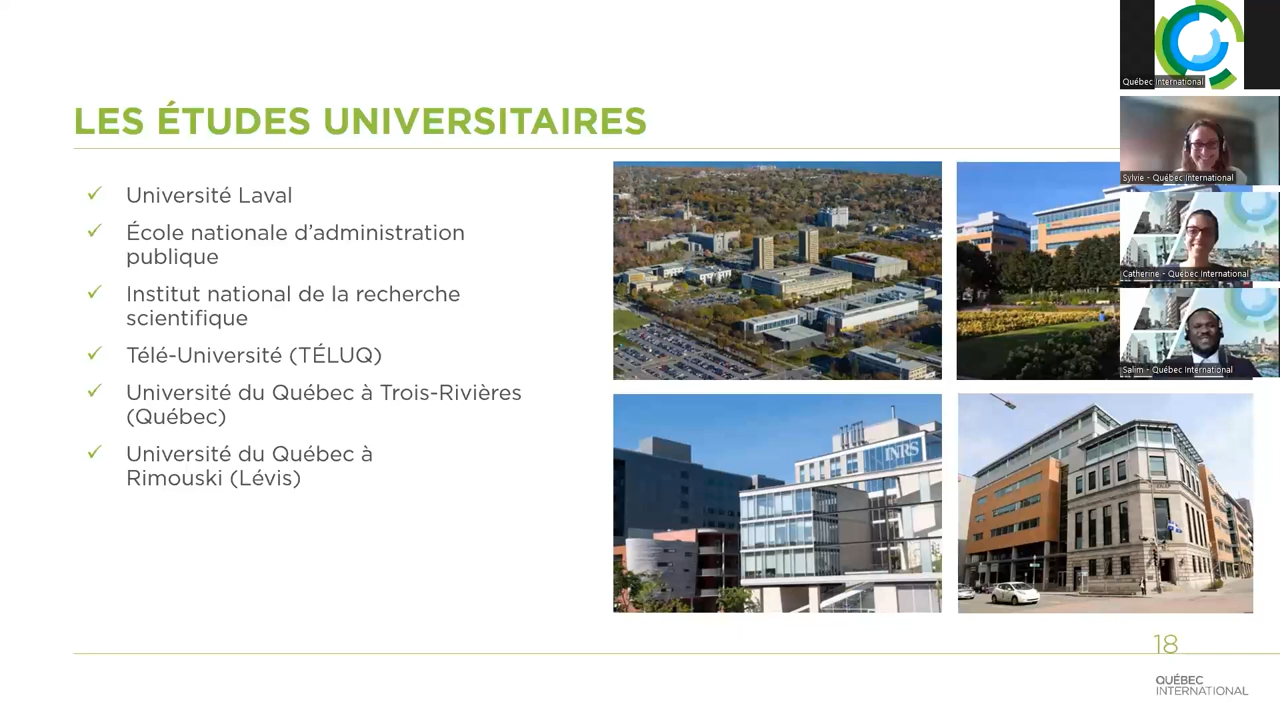 LES ÉTUDES UNIVERSITAIRES
✓ Université Laval
✓ École nationale d’administration
publique
✓ Institut national de la recherche
scientifique
✓ Télé-Université (TÉLUQ)
✓ Université du Québec à Trois-Rivières
(Québec)
✓ Université du Québec à
Rimouski (Lévis)
INRS
Québec International
Sylvie - Québec International
Catherine - Québec International
Salim - Québec International
18
QUÉBEC
INTERNATIONAL